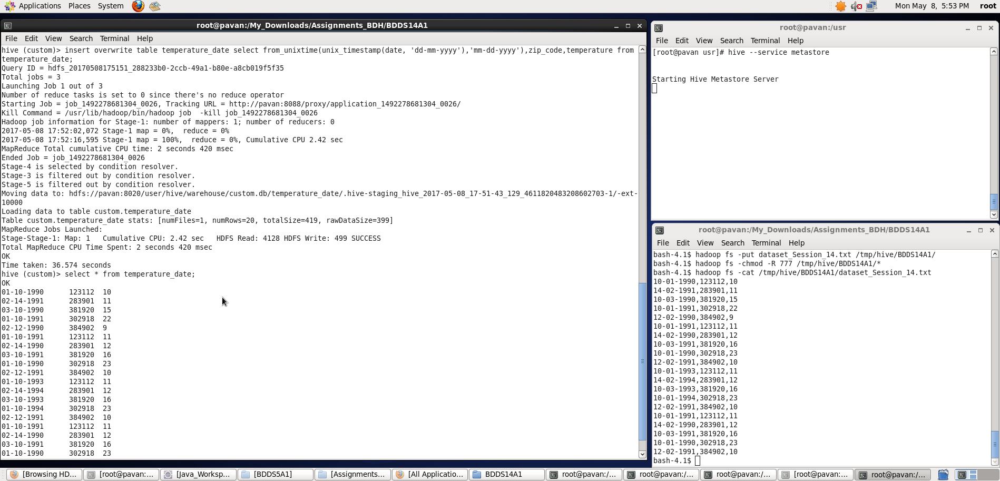 Applications Places System Mon May 8, 5:53 PM root
root@pavan:/My_Downloads/Assignments_BDH/BDDS14A1
File Edit View Search Terminal Help
hive (custom)> insert overwrite table temperature_date select from_unixtime(unix_timestamp(date, 'dd-mm-yyyy'),'mm-dd-yyyy'),zip_code,temperature from
temperature_date;
Query ID = hdfs_20170508175151_288233b0-2ccb-49a1-b80e-a8cb019f5f35
Total jobs = 3
Launching Job 1 out of 3
Number of reduce tasks is set to 0 since there's no reduce operator
Starting Job = job_1492278681304_0026, Tracking URL = http://pavan:8088/proxy/application_1492278681304_0026/
Kill Command = /usr/lib/hadoop/bin/hadoop job  -kill job_1492278681304_0026
Hadoop job information for Stage-1: number of mappers: 1; number of reducers: 0
2017-05-08 17:52:02,072 Stage-1 map = 0%,  reduce = 0%
2017-05-08 17:52:16,595 Stage-1 map = 100%,  reduce = 0%, Cumulative CPU 2.42 sec
MapReduce Total cumulative CPU time: 2 seconds 420 msec
Ended Job = job_1492278681304_0026
Stage-4 is selected by condition resolver.
Stage-3 is filtered out by condition resolver.
Stage-5 is filtered out by condition resolver.
Moving data to: hdfs://pavan:8020/user/hive/warehouse/custom.db/temperature_date/.hive-staging_hive_2017-05-08_17-51-43_129_4611820483208602703-1/-ext-
10000
Loading data to table custom.temperature_date
Table custom.temperature_date stats: [numFiles=1, numRows=20, totalSize=419, rawDataSize=399]
MapReduce Jobs Launched:
Stage-Stage-1: Map: 1   Cumulative CPU: 2.42 sec   HDFS Read: 4128 HDFS Write: 499 SUCCESS
Total MapReduce CPU Time Spent: 2 seconds 420 msec
OK
Time taken: 36.574 seconds
hive (custom)> select * from temperature_date;
OK
01-10-1990      123112  10
02-14-1991      283901  11
03-10-1990      381920  15
01-10-1991      302918  22
02-12-1990      384902  9
01-10-1991      123112  11
02-14-1990      283901  12
03-10-1991      381920  16
01-10-1990      302918  23
02-12-1991      384902  10
01-10-1993      123112  11
02-14-1994      283901  12
03-10-1993      381920  16
01-10-1994      302918  23
02-12-1991      384902  10
01-10-1991      123112  11
02-14-1990      283901  12
03-10-1991      381920  16
01-10-1990      302918  23
root@pavan:/usr
File Edit View Search Terminal Help
[root@pavan usr]# hive --service metastore
Starting Hive Metastore Server
root@pavan:/My_Downloads/Assignments_BDH/BDDS14A1
File Edit View Search Terminal Help
bash-4.1$ hadoop fs -put dataset_Session_14.txt /tmp/hive/BDDS14A1/
bash-4.1$ hadoop fs -chmod -R 777 /tmp/hive/BDDS14A1/*
bash-4.1$ hadoop fs -cat /tmp/hive/BDDS14A1/dataset_Session_14.txt
10-01-1990,123112,10
14-02-1991,283901,11
10-03-1990,381920,15
10-01-1991,302918,22
12-02-1990,384902,9
10-01-1991,123112,11
14-02-1990,283901,12
10-03-1991,381920,16
10-01-1990,302918,23
12-02-1991,384902,10
10-01-1993,123112,11
14-02-1994,283901,12
10-03-1993,381920,16
10-01-1994,302918,23
12-02-1991,384902,10
10-01-1991,123112,11
14-02-1990,283901,12
10-03-1991,381920,16
10-01-1990,302918,23
12-02-1991,384902,10
bash-4.1$
[Browsing HD... [root@pavan:... [Java_Worksp... [BDDS5A1] [Assignments... [All Applicatio... BDDS14A1 root@pavan:/... root@pavan:/... root@pavan:/... [root@pavan:... root@pavan:/...